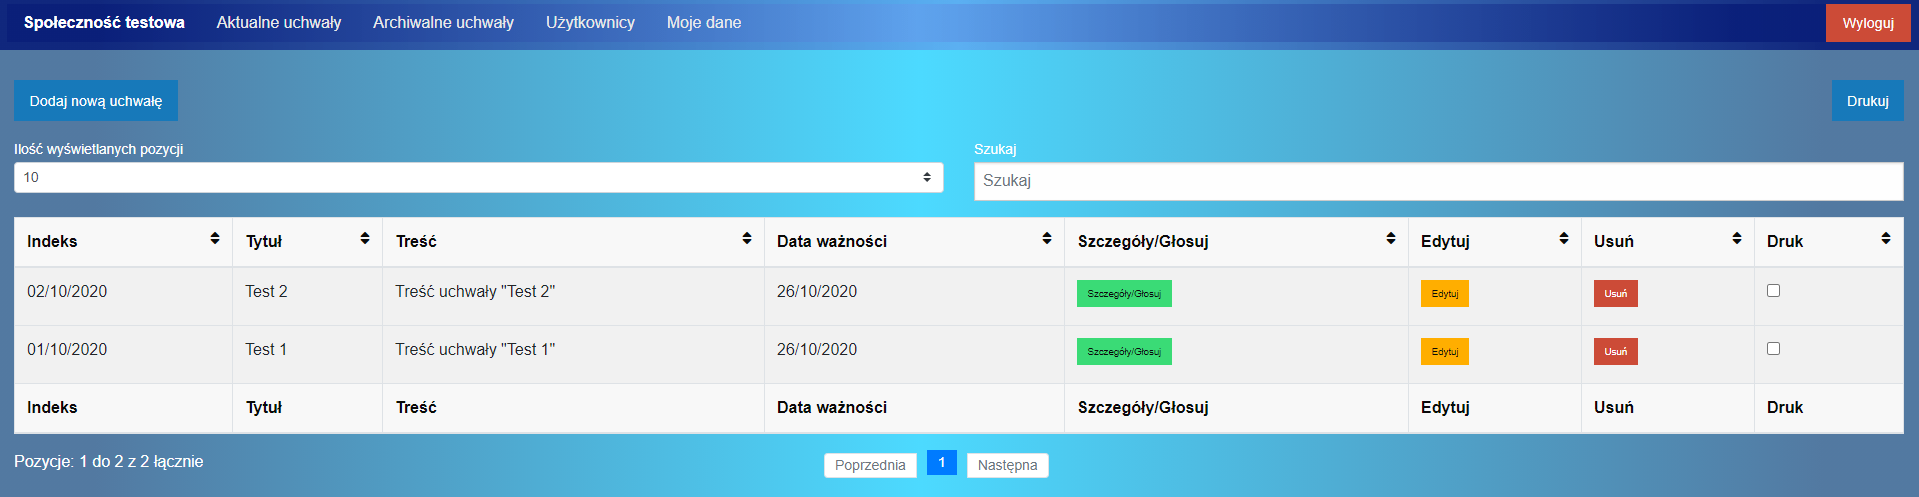 Społeczność testowa Aktualne uchwały Archiwalne uchwały Użytkownicy Moje dane Wyloguj
Dodaj nową uchwałę Drukuj
Ilość wyświetlanych pozycji Szukaj
10 Szukaj
Indeks Tytuł Treść Data ważności Szczegóły/Głosuj Edytuj Usuń Druk
02/10/2020 Test 2 Treść uchwały "Test 2" 26/10/2020 Szczegóły/Głosuj Edytuj Usuń
01/10/2020 Test 1 Treść uchwały "Test 1" 26/10/2020 Szczegóły/Głosuj Edytuj Usuń
Indeks Tytuł Treść Data ważności Szczegóły/Głosuj Edytuj Usuń Druk
Pozycje: 1 do 2 z 2 łącznie Poprzednia 1 Następna